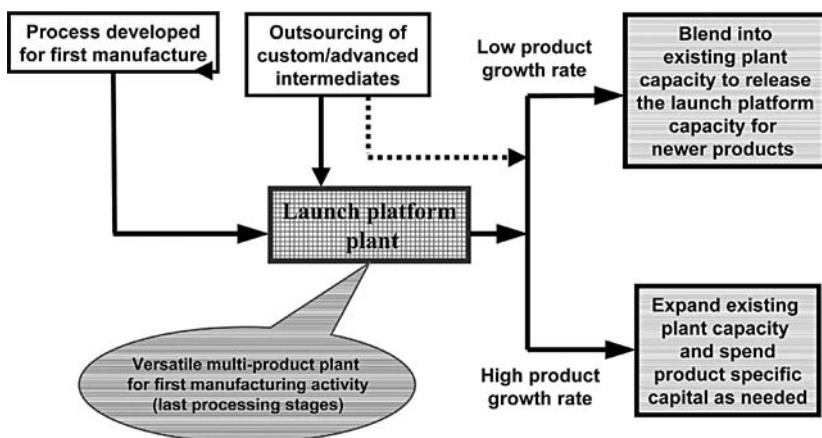 Process developed
for first manufacture
Outsourcing of
custom/advanced
intermediates
Low product
growth rate
Blend into
existing plant
capacity to release
the launch platform
capacity for
newer products
Launch platform
plant
Versatile multi-product plant
for first manufacturing activity
(last processing stages)
High product
growth rate
Expand existing
plant capacity
and spend
product specific
capital as needed